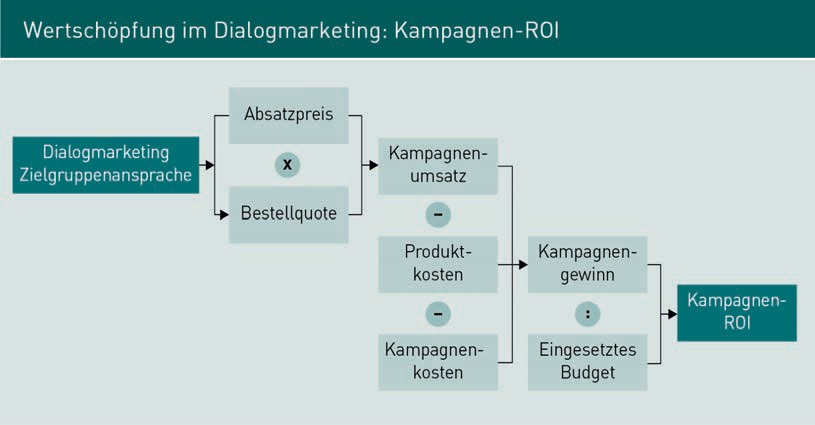 Wertschöpfung im Dialogmarketing: Kampagnen-ROI
Dialogmarketing
Zielgruppenansprache
Absatzpreis
x
Bestellquote
Kampagnen-
umsatz
–
Produkt-
kosten
–
Kampagnen-
kosten
Kampagnen-
gewinn
:
Eingesetztes
Budget
Kampagnen-
ROI